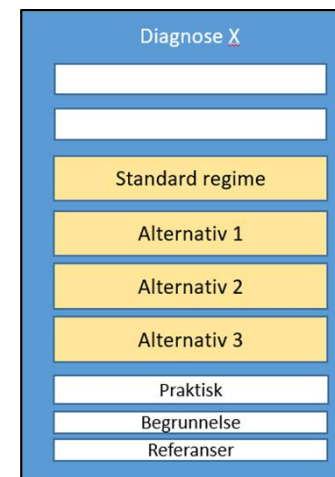 Diagnose X
Standard regime
Alternativ 1
Alternativ 2
Alternativ 3
Praktisk
Begrunnelse
Referanser